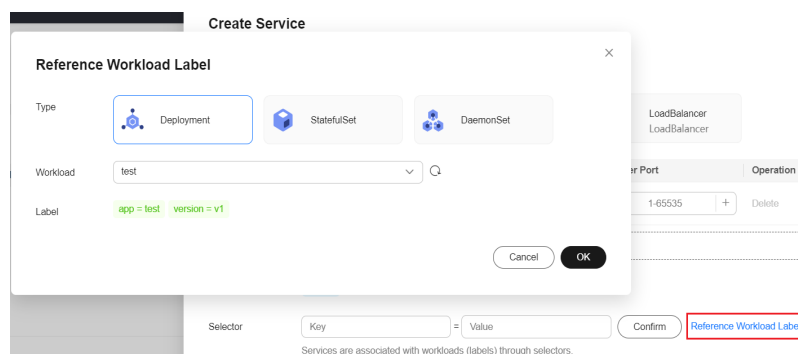 Create Service
Reference Workload Label
Type
Deployment
StatefulSet
DaemonSet
LoadBalancer
LoadBalancer
Workload
test
er Port
Operation
Label
app = test version = v1
1-65535
+
Delete
Cancel
OK
Selector
Key
=
Value
Confirm
Reference Workload Labe
Services are associated with workloads (labels) through selectors.